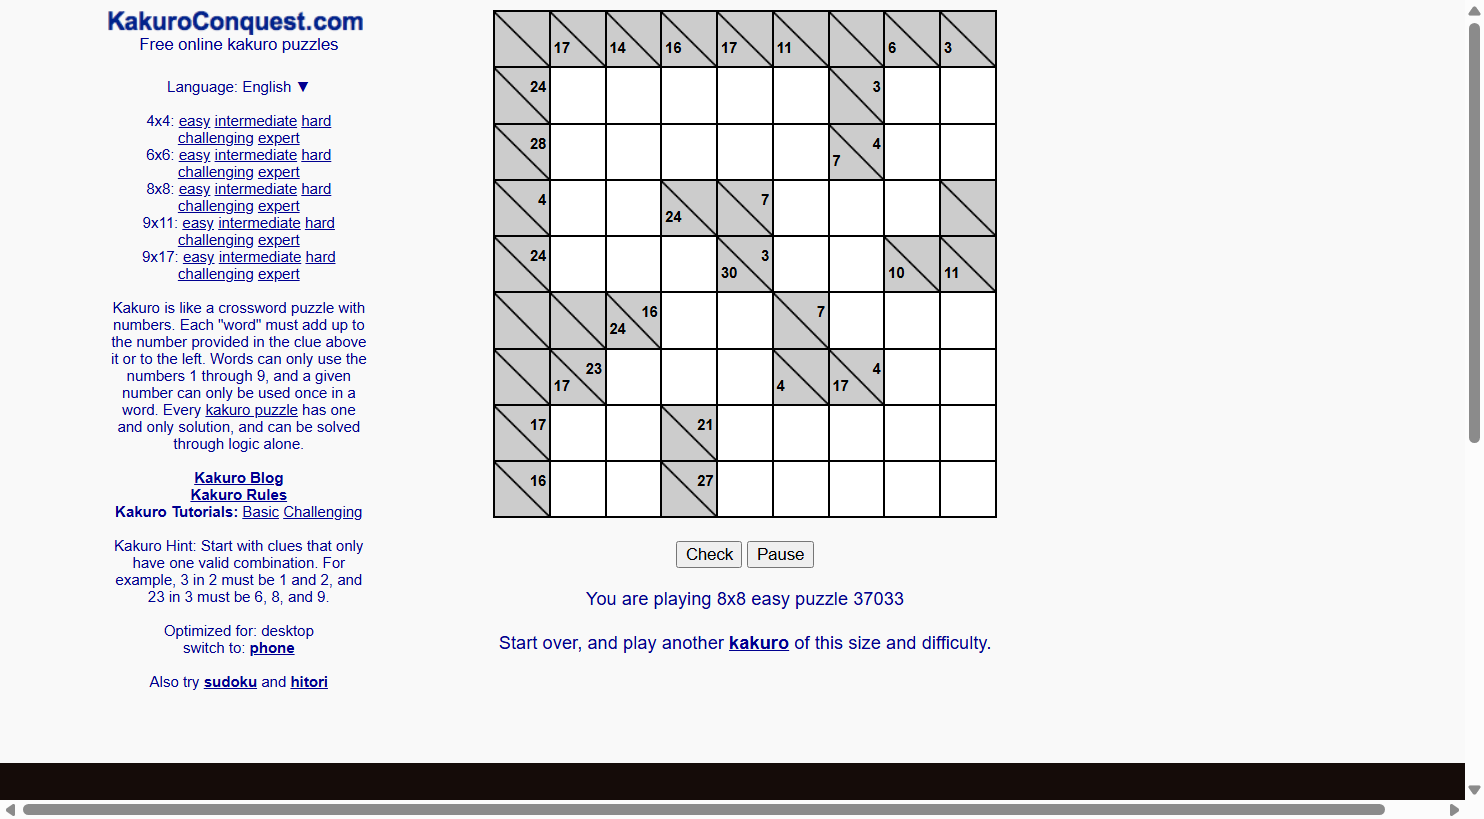 KakuroConquest.com
Free online kakuro puzzles
Language: English ▼
4x4: easy intermediate hard
challenging expert
6x6: easy intermediate hard
challenging expert
8x8: easy intermediate hard
challenging expert
9x11: easy intermediate hard
challenging expert
9x17: easy intermediate hard
challenging expert
Kakuro is like a crossword puzzle with
numbers. Each "word" must add up to
the number provided in the clue above
it or to the left. Words can only use the
numbers 1 through 9, and a given
number can only be used once in a
word. Every kakuro puzzle has one
and only solution, and can be solved
through logic alone.
Kakuro Blog
Kakuro Rules
Kakuro Tutorials: Basic Challenging
Kakuro Hint: Start with clues that only
have one valid combination. For
example, 3 in 2 must be 1 and 2, and
23 in 3 must be 6, 8, and 9.
Optimized for: desktop
switch to: phone
Also try sudoku and hitori
17 14 16 17 11 6 3
24 3
28 7 4
4 24 7
24 30 3 10 11
24 16 7
17 23 4 17 4
17 21
16 27
Check Pause
You are playing 8x8 easy puzzle 37033
Start over, and play another kakuro of this size and difficulty.